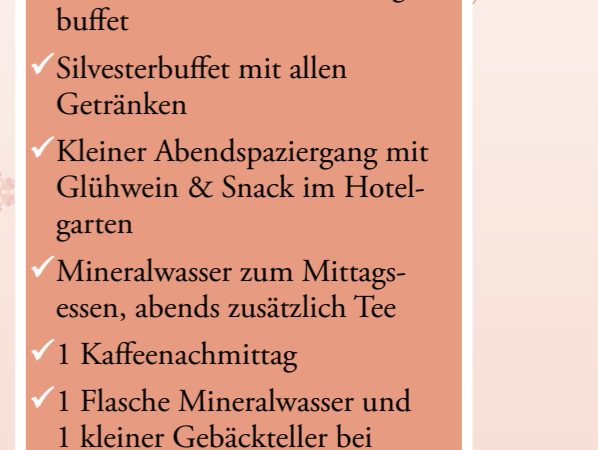 buffet
✓Silvesterbuffet mit allen
Getränken
✓Kleiner Abendspaziergang mit
Glühwein & Snack im Hotel-
garten
✓Mineralwasser zum Mittags-
essen, abends zusätzlich Tee
✓1 Kaffeenachmittag
✓1 Flasche Mineralwasser und
1 kleiner Gebäckteller bei